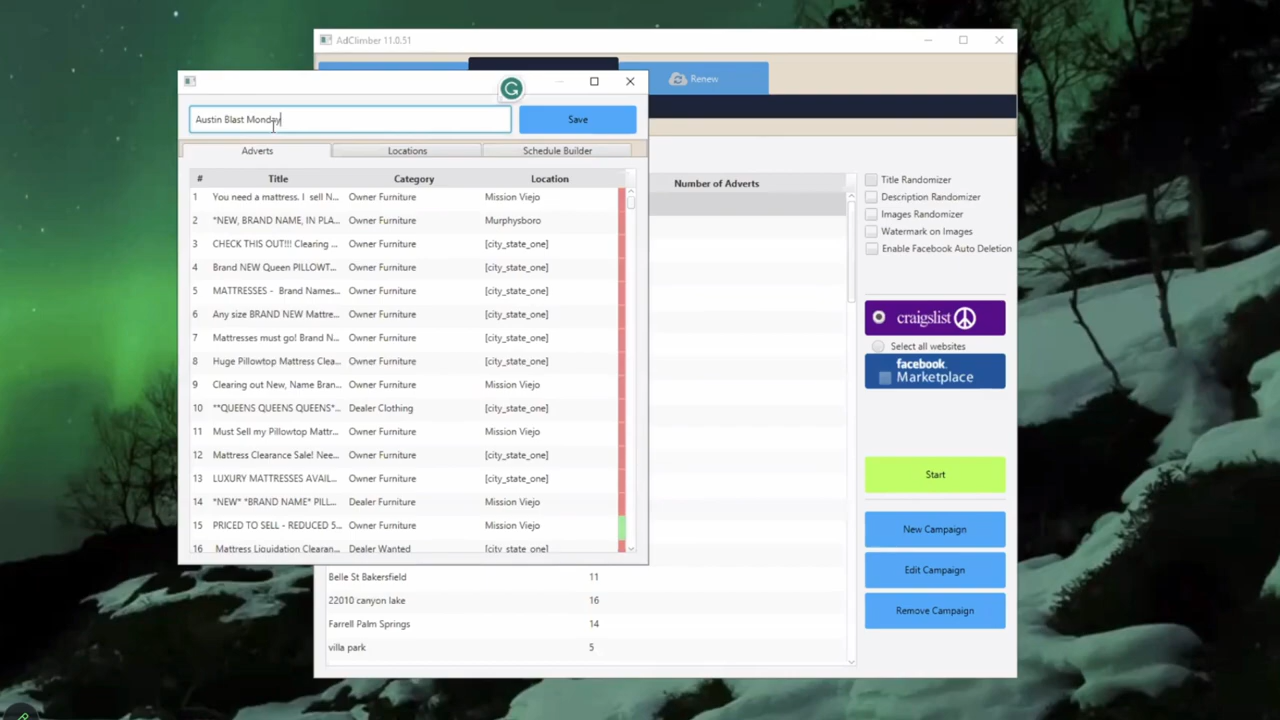 AdClimber 11.0.51
Renew
Austin Blast Monday
Save
Adverts Locations Schedule Builder
# Title Category Location
1 You need a mattress. I sell N... Owner Furniture Mission Viejo
2 *NEW, BRAND NAME, IN PLA... Owner Furniture Murphysboro
3 CHECK THIS OUT!!! Clearing ... Owner Furniture [city_state_one]
4 Brand NEW Queen PILLOWT... Owner Furniture [city_state_one]
5 MATTRESSES - Brand Names... Owner Furniture [city_state_one]
6 Any size BRAND NEW Mattre... Owner Furniture [city_state_one]
7 Mattresses must go! Brand N... Owner Furniture [city_state_one]
8 Huge Pillowtop Mattress Clea... Owner Furniture [city_state_one]
9 Clearing out New, Name Bran... Owner Furniture Mission Viejo
10 **QUEENS QUEENS QUEENS*... Dealer Clothing [city_state_one]
11 Must Sell my Pillowtop Mattr... Owner Furniture Mission Viejo
12 Mattress Clearance Sale! Nee... Owner Furniture [city_state_one]
13 LUXURY MATTRESSES AVAIL... Owner Furniture [city_state_one]
14 *NEW* *BRAND NAME* PILL... Dealer Furniture Mission Viejo
15 PRICED TO SELL - REDUCED 5... Owner Furniture Mission Viejo
16 Mattress Liquidation Clearan... Dealer Wanted [city_state_one]
Number of Adverts
Belle St Bakersfield 11
22010 canyon lake 16
Farrell Palm Springs 14
villa park 5
Title Randomizer
Description Randomizer
Images Randomizer
Watermark on Images
Enable Facebook Auto Deletion
craigslist
Select all websites
facebook.
Marketplace
Start
New Campaign
Edit Campaign
Remove Campaign